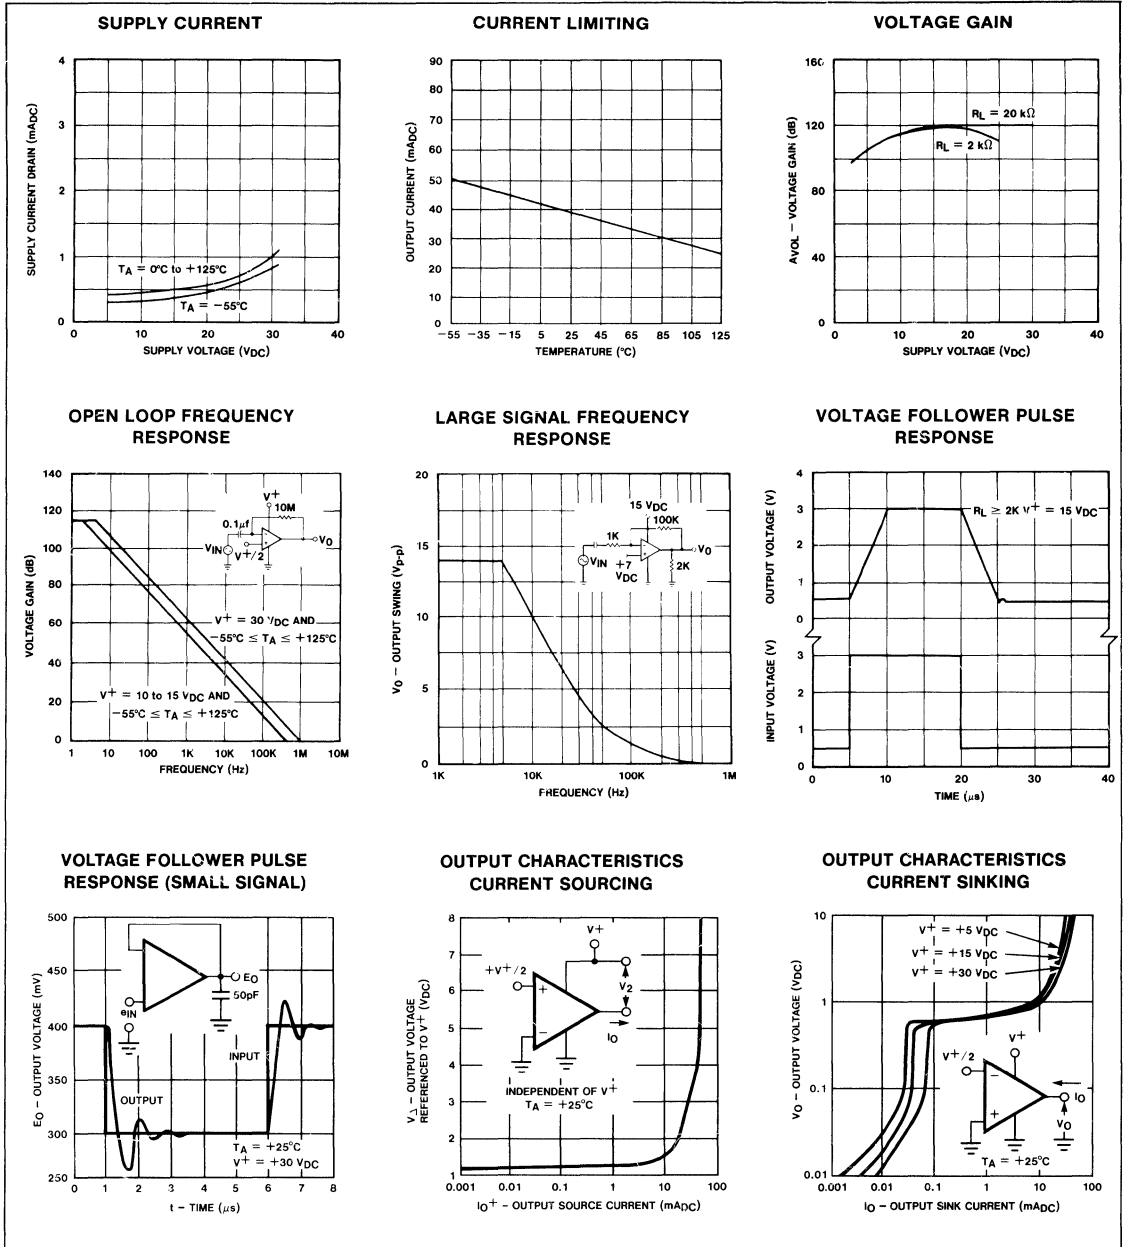 SUPPLY CURRENT
4
3
2
1
0
0
10
20
30
40
SUPPLY CURRENT DRAIN (mADC)
TA = 0°C to +125°C
TA = −55°C
SUPPLY VOLTAGE (VDC)
CURRENT LIMITING
90
80
70
60
50
40
30
20
10
0
−55 −35 −15 5 25 45 65 85 105 125
OUTPUT CURRENT (mADC)
TEMPERATURE (°C)
VOLTAGE GAIN
160
120
80
40
0
0 10 20 30 40
AVOL – VOLTAGE GAIN (dB)
RL = 20 kΩ
RL = 2 kΩ
SUPPLY VOLTAGE (VDC)
OPEN LOOP FREQUENCY
RESPONSE
140
120
100
80
60
40
20
0
1 10 100 1K 10K 100K 1M 10M
VOLTAGE GAIN (dB)
V+
10M
0.1µf
VIN
V+/2
VO
V+ = 30 VDC AND
−55°C ≤ TA ≤ +125°C
V+ = 10 to 15 VDC AND
−55°C ≤ TA ≤ +125°C
FREQUENCY (Hz)
LARGE SIGNAL FREQUENCY
RESPONSE
20
15
10
5
0
1K 10K 100K 1M
VO – OUTPUT SWING (Vp-p)
15 VDC
100K
1K
VIN
+7
VDC
VO
2K
FREQUENCY (Hz)
VOLTAGE FOLLOWER PULSE
RESPONSE
4
3
2
1
0
OUTPUT VOLTAGE (V)
RL ≥ 2K V+ = 15 VDC
3
2
1
0
INPUT VOLTAGE (V)
0 10 20 30 40
TIME (µs)
VOLTAGE FOLLOWER PULSE
RESPONSE (SMALL SIGNAL)
500
450
400
350
300
250
0 1 2 3 4 5 6 7 8
EO – OUTPUT VOLTAGE (mV)
EO
50pF
eIN
INPUT
OUTPUT
TA = +25°C
V+ = +30 VDC
t – TIME (µs)
OUTPUT CHARACTERISTICS
CURRENT SOURCING
8
7
6
5
4
3
2
1
0.001 0.01 0.1 1 10 100
V△ – OUTPUT VOLTAGE
REFERENCED TO V+ (VDC)
V+
+V+/2
+
−
V2
IO
INDEPENDENT OF V+
TA = +25°C
IO+ – OUTPUT SOURCE CURRENT (mADC)
OUTPUT CHARACTERISTICS
CURRENT SINKING
10
1
0.1
0.01
0.001 0.01 0.1 1 10 100
VO – OUTPUT VOLTAGE (VDC)
V+ = +5 VDC
V+ = +15 VDC
V+ = +30 VDC
V+
V+/2
−
+
IO
VO
TA = +25°C
IO – OUTPUT SINK CURRENT (mADC)